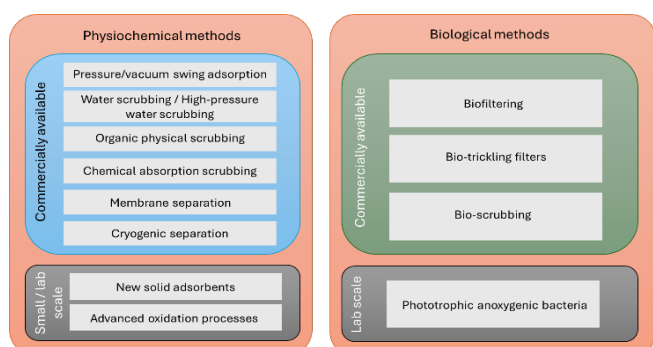 Physiochemical methods
Commercially available
Pressure/vacuum swing adsorption
Water scrubbing / High-pressure
water scrubbing
Organic physical scrubbing
Chemical absorption scrubbing
Membrane separation
Cryogenic separation
Small / lab
scale
New solid adsorbents
Advanced oxidation processes
Biological methods
Commercially available
Biofiltering
Bio-trickling filters
Bio-scrubbing
Lab scale
Phototrophic anoxygenic bacteria